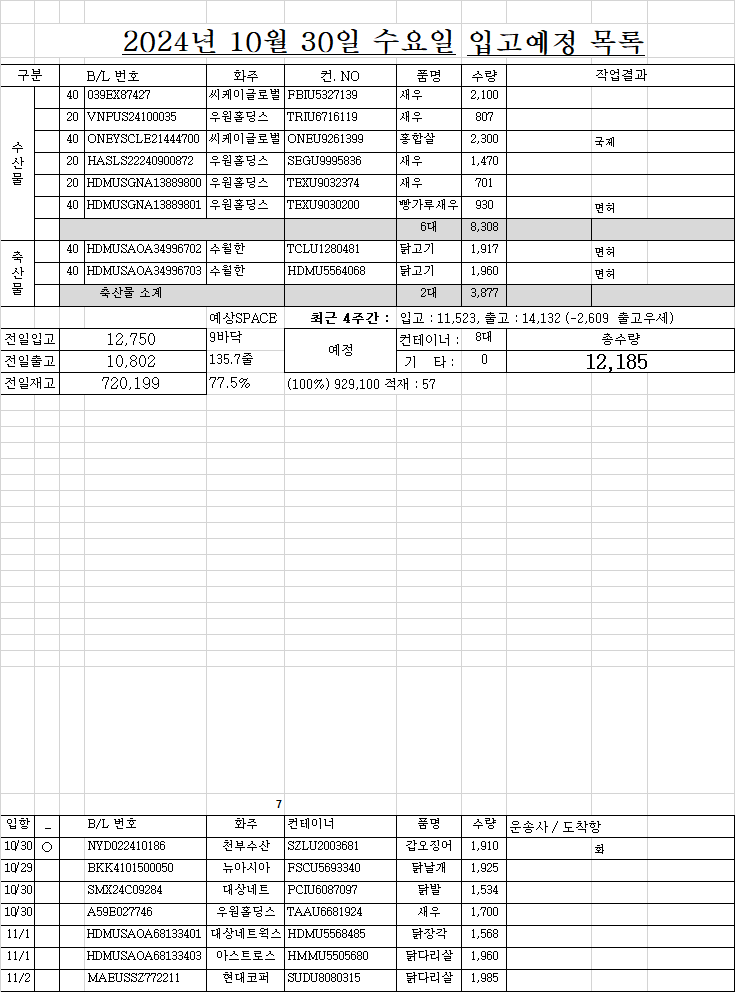 2024년 10월 30일 수요일 입고예정 목록
구분 B/L 번호 화주 컨. NO 품명 수량 작업결과
수산물
40 039EX87427 씨케이글로벌 FBIU5327139 새우 2,100
20 VNPUS24100035 우원홀딩스 TRIU6716119 새우 807
40 ONEYSCLE21444700 씨케이글로벌 ONEU9261399 홍합살 2,300 국제
20 HASLS22240900872 우원홀딩스 SEGU9995836 새우 1,470
20 HDMUSGNA13889800 우원홀딩스 TEXU9032374 새우 701
40 HDMUSGNA13889801 우원홀딩스 TEXU9030200 빵가루새우 930 면허
6대 8,308
축산물
40 HDMUSAOA34996702 수월한 TCLU1280481 닭고기 1,917 면허
40 HDMUSAOA34996703 수월한 HDMU5564068 닭고기 1,960 면허
축산물 소계 2대 3,877
예상SPACE 최근 4주간 : 입고 : 11,523, 출고 : 14,132 (-2,609 출고우세)
전일입고 12,750 9바닥 예정 컨테이너 : 8대 총수량
전일출고 10,802 135.7줄 기 타 : 0 12,185
전일재고 720,199 77.5% (100%) 929,100 적재 : 57
7
입항 _ B/L 번호 화주 컨테이너 품명 수량 운송사 / 도착항
10/30 ○ NYD022410186 천부수산 SZLU2003681 갑오징어 1,910 화
10/29 BKK4101500050 뉴아시아 FSCU5693340 닭날개 1,925
10/30 SMX24C09284 대상네트 PCIU6087097 닭발 1,534
10/30 A59E027746 우원홀딩스 TAAU6681924 새우 1,700
11/1 HDMUSAOA68133401 대상네트웍스 HDMU5568485 닭장각 1,568
11/1 HDMUSAOA68133403 아스트로스 HMMU5505680 닭다리살 1,960
11/2 MAEUSSZ772211 현대코퍼 SUDU8080315 닭다리살 1,985